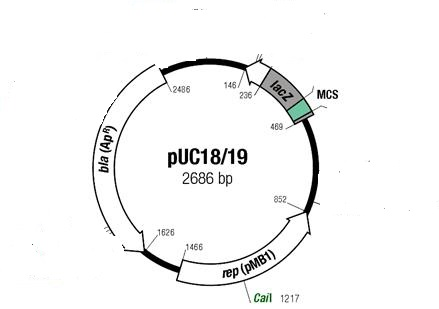 146
236
lacZ
MCS
469
2486
bla (Ap R)
pUC18/19
2686 bp
852
1626
1466
rep (pMB1)
CaiI 1217